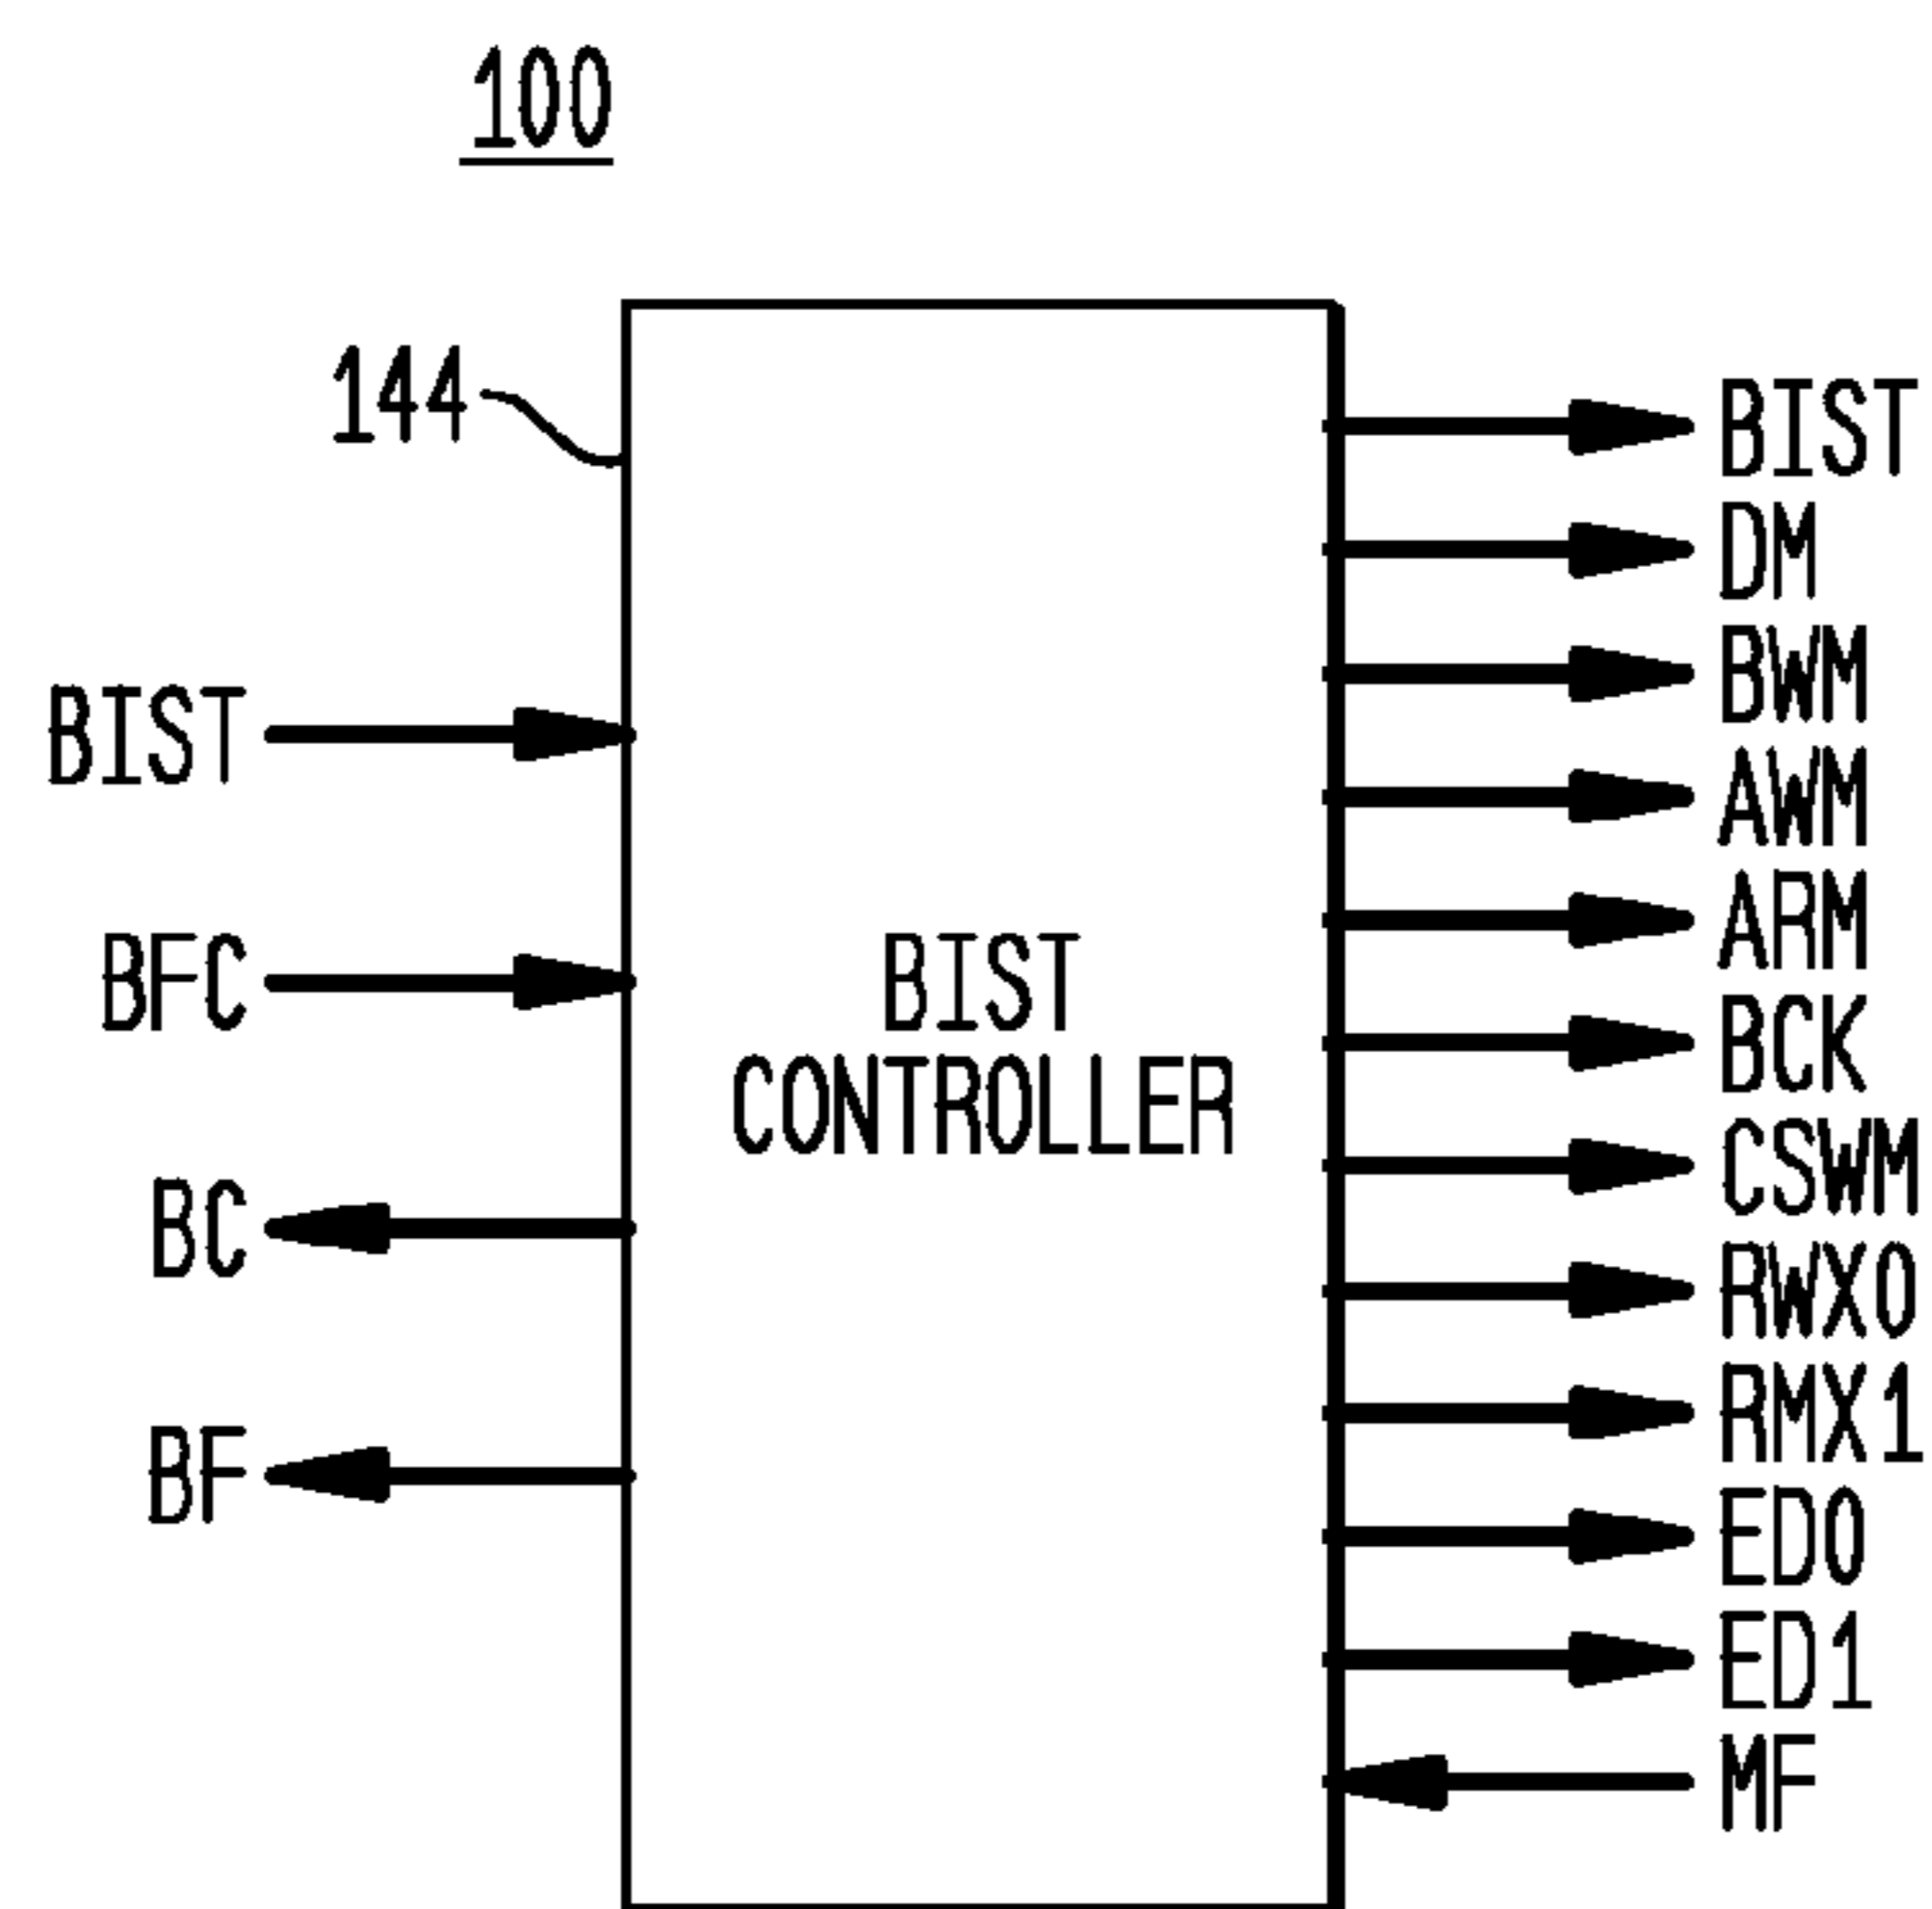 100
144
BIST
BFC
BC
BF
BIST
CONTROLLER
BIST
DM
BWM
AWM
ARM
BCK
CSWM
RWX0
RMX1
ED0
ED1
MF